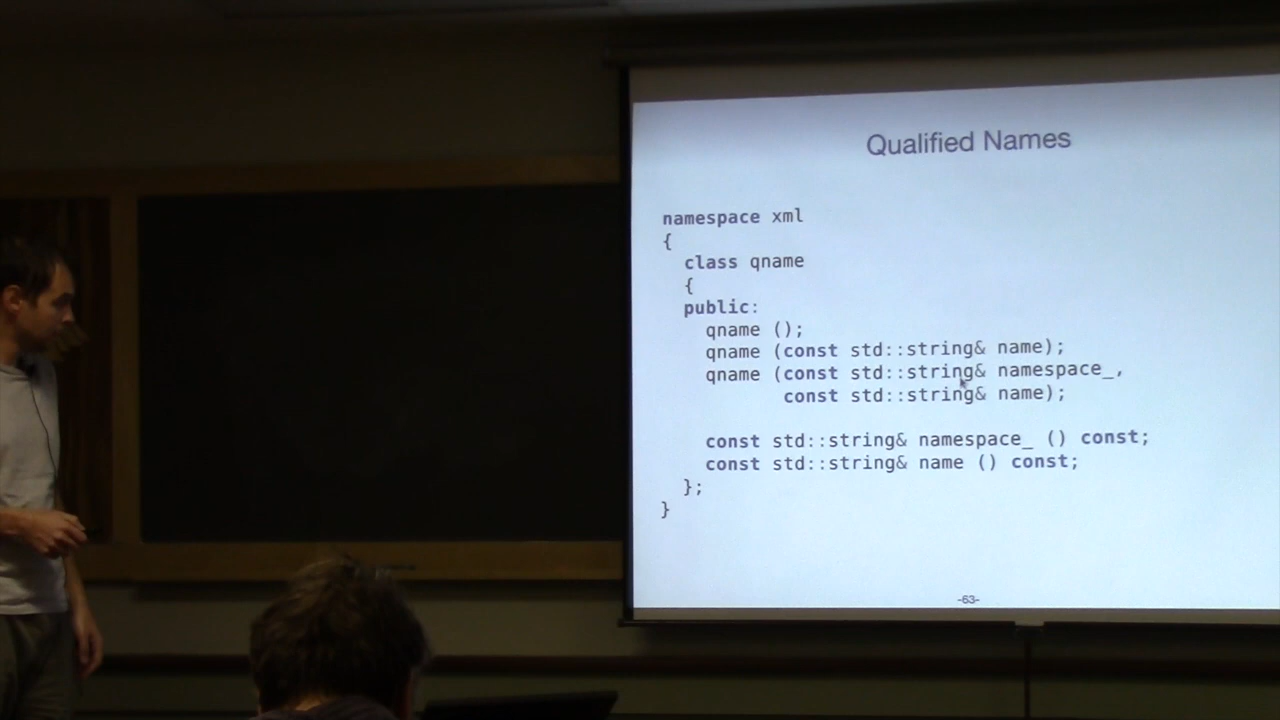 Qualified Names
namespace xml
{
class qname
{
public:
qname ();
qname (const std::string& name);
qname (const std::string& namespace_,
const std::string& name);
const std::string& namespace_ () const;
const std::string& name () const;
};
}
-63-